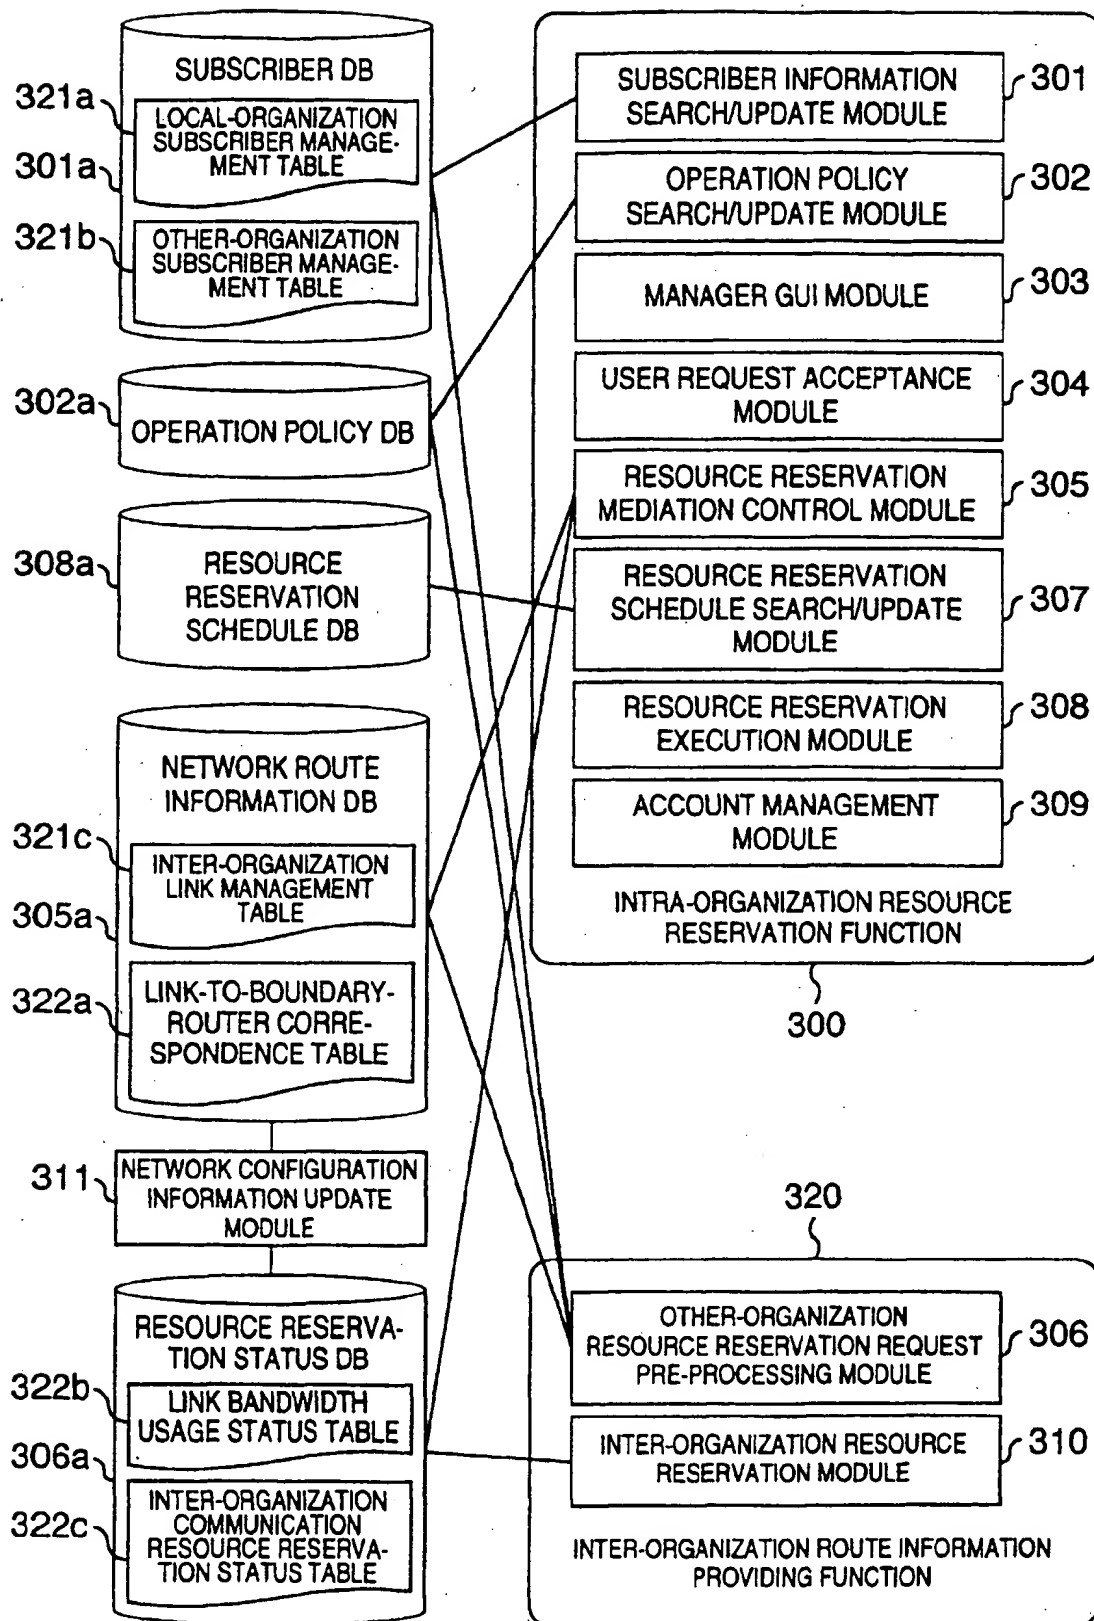 SUBSCRIBER DB
321a
LOCAL-ORGANIZATION
SUBSCRIBER MANAGE-
MENT TABLE
301a
321b
OTHER-ORGANIZATION
SUBSCRIBER MANAGE-
MENT TABLE
302a
OPERATION POLICY DB
308a
RESOURCE
RESERVATION
SCHEDULE DB
NETWORK ROUTE
INFORMATION DB
321c
INTER-ORGANIZATION
LINK MANAGEMENT
TABLE
305a
322a
LINK-TO-BOUNDARY-
ROUTER CORRE-
SPONDENCE TABLE
311
NETWORK CONFIGURATION
INFORMATION UPDATE
MODULE
RESOURCE RESERVA-
TION STATUS DB
322b
LINK BANDWIDTH
USAGE STATUS TABLE
306a
322c
INTER-ORGANIZATION
COMMUNICATION
RESOURCE RESERVA-
TION STATUS TABLE
SUBSCRIBER INFORMATION
SEARCH/UPDATE MODULE
301
OPERATION POLICY
SEARCH/UPDATE MODULE
302
MANAGER GUI MODULE
303
USER REQUEST ACCEPTANCE
MODULE
304
RESOURCE RESERVATION
MEDIATION CONTROL MODULE
305
RESOURCE RESERVATION
SCHEDULE SEARCH/UPDATE
MODULE
307
RESOURCE RESERVATION
EXECUTION MODULE
308
ACCOUNT MANAGEMENT
MODULE
309
INTRA-ORGANIZATION RESOURCE
RESERVATION FUNCTION
300
320
OTHER-ORGANIZATION
RESOURCE RESERVATION REQUEST
PRE-PROCESSING MODULE
306
INTER-ORGANIZATION RESOURCE
RESERVATION MODULE
310
INTER-ORGANIZATION ROUTE INFORMATION
PROVIDING FUNCTION